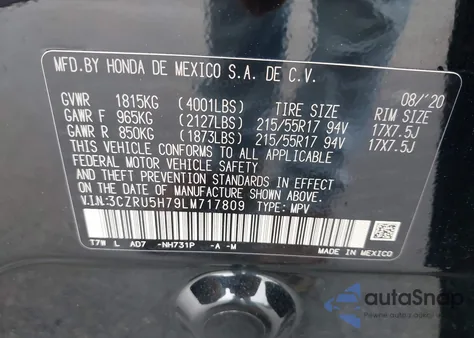 MFD.BY HONDA DE MEXICO S.A. DE C.V.
08/'20
GVWR 1815KG (4001LBS) TIRE SIZE RIM SIZE
GAWR F 965KG (2127LBS) 215/55R17 94V 17X7.5J
GAWR R 850KG (1873LBS) 215/55R17 94V 17X7.5J
THIS VEHICLE CONFORMS TO ALL APPLICABLE
FEDERAL MOTOR VEHICLE SAFETY, BUMPER,
AND THEFT PREVENTION STANDARDS IN EFFECT
ON THE DATE OF MANUFACTURE SHOWN ABOVE.
V.I.N.:3CZRU5H79LM717809 TYPE: MPV
T7W L AD7 -NH731P -A -M
MADE IN MEXICO
autoSnap